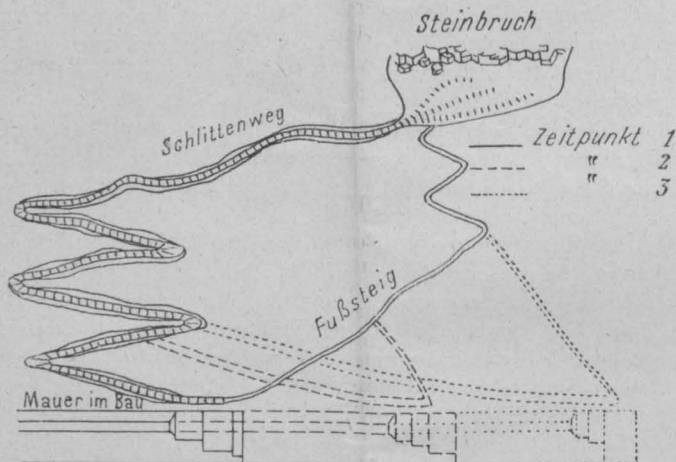 Steinbruch
Schlittenweg
Zeitpunkt 1
" 2
" 3
Fußsteig
Mauer im Bau